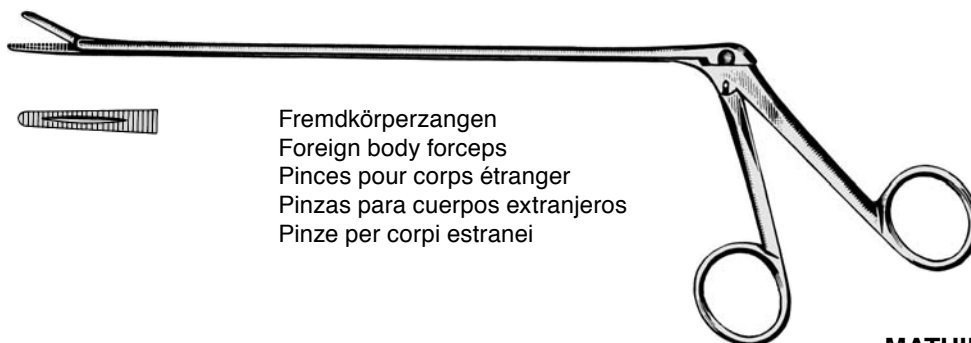 Fremdkörperzangen
Foreign body forceps
Pinces pour corps étranger
Pinzas para cuerpos extranjeros
Pinze per corpi estranei